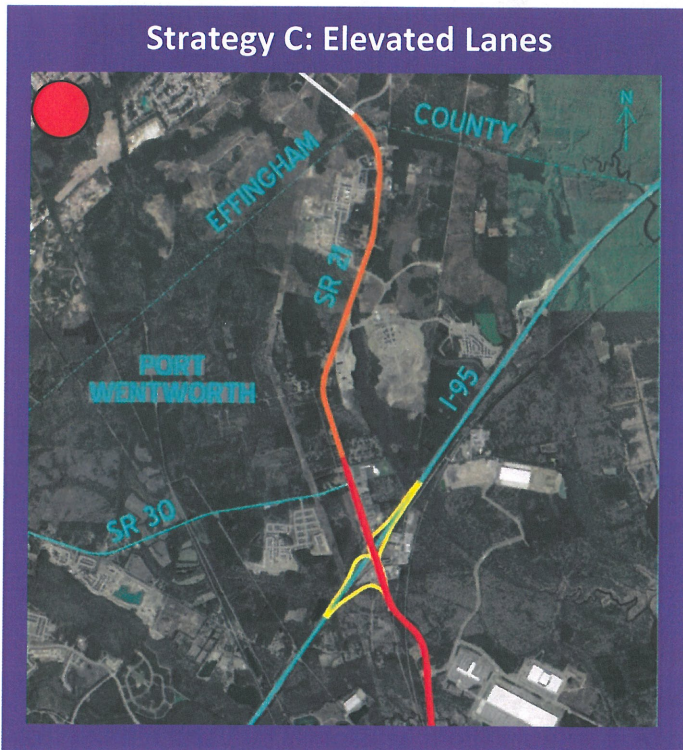 Strategy C: Elevated Lanes
N
COUNTY
EFFINGHAM
SR 21
PORT
WENTWORTH
I-95
SR 30